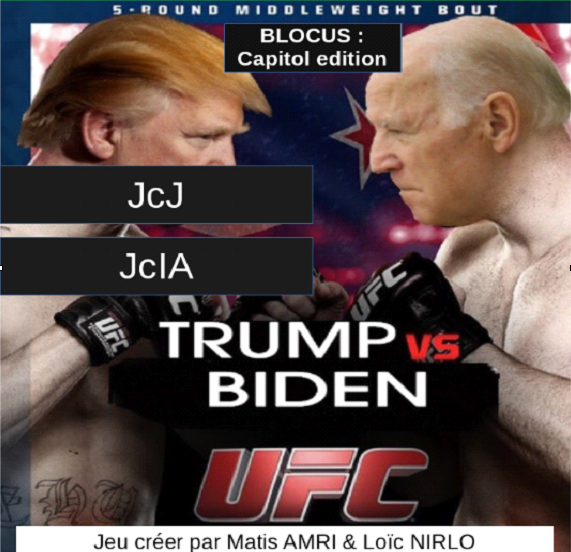 5-ROUND MIDDLEWEIGHT BOUT
BLOCUS :
Capitol edition
JcJ
JcIA
UFC
UFC
TRUMP VS
BIDEN
UFC
Jeu créer par Matis AMRI & Loïc NIRLO